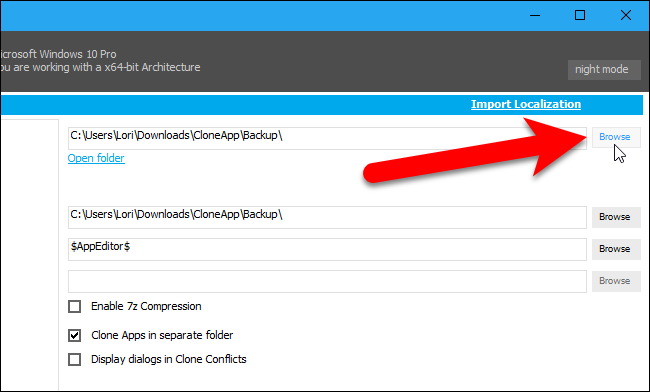 icrosoft Windows 10 Pro
ou are working with a x64-bit Architecture
night mode
Import Localization
C:\Users\Lori\Downloads\CloneApp\Backup\
Browse
Open folder
C:\Users\Lori\Downloads\CloneApp\Backup\
Browse
$AppEditor$
Browse
Browse
Enable 7z Compression
Clone Apps in separate folder
Display dialogs in Clone Conflicts